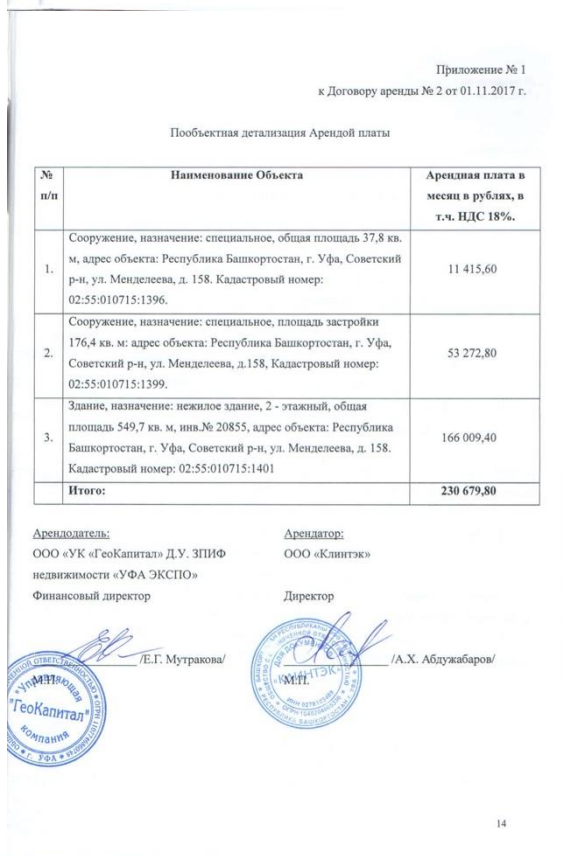 Приложение № 1
к Договору аренды № 2 от 01.11.2017 г.
Пообъектная детализация Арендой платы
№
п/п
Наименование Объекта
Арендная плата в
месяц в рублях, в
т.ч. НДС 18%.
1.
Сооружение, назначение: специальное, общая площадь 37,8 кв.
м, адрес объекта: Республика Башкортостан, г. Уфа, Советский
р-н, ул. Менделеева, д. 158. Кадастровый номер:
02:55:010715:1396.
11 415,60
2.
Сооружение, назначение: специальное, площадь застройки
176,4 кв. м: адрес объекта: Республика Башкортостан, г. Уфа,
Советский р-н, ул. Менделеева, д.158, Кадастровый номер:
02:55:010715:1399.
53 272,80
3.
Здание, назначение: нежилое здание, 2 - этажный, общая
площадь 549,7 кв. м, инв.№ 20855, адрес объекта: Республика
Башкортостан, г. Уфа, Советский р-н, ул. Менделеева, д. 158.
Кадастровый номер: 02:55:010715:1401
166 009,40
Итого:
230 679,80
Арендодатель:
ООО «УК «ГеоКапитал» Д.У. ЗПИФ
недвижимости «УФА ЭКСПО»
Финансовый директор
/Е.Г. Мутракова/
М.П.
Арендатор:
ООО «Клинтэк»
Директор
/А.Х. Абдужабаров/
М.П.
"Управляющая
"ГеоКапитал"
компания
г. УФА
ДЛЯ ДОКУМЕНТОВ
«КЛИНТЭК»
РЕСПУБЛИКА БАШКОРТОСТАН
14